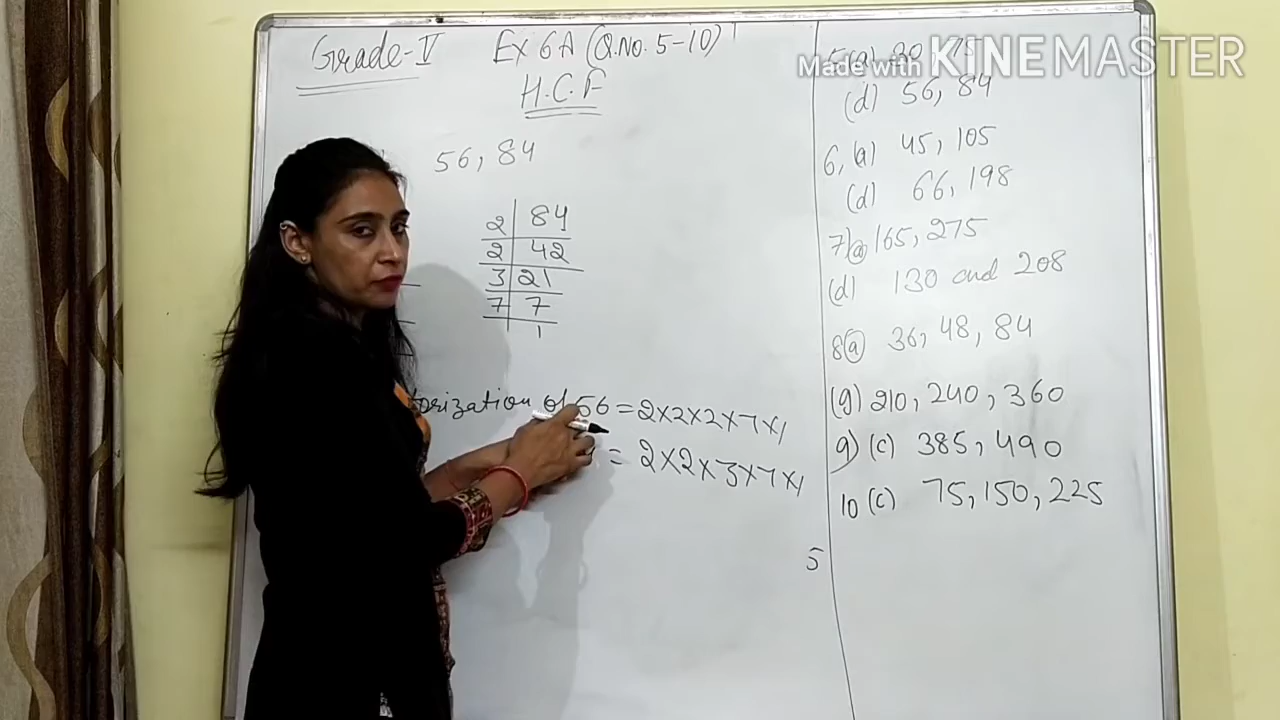 Grade-V Ex 6A (Q.No. 5-10)
H.C.F
56, 84
2 | 84
2 | 42
3 | 21
7 | 7
1
torization of 56 = 2×2×2×7×1
= 2×2×3×7×1
5
Made with KINEMASTER
(d) 56, 84
6, (a) 45, 105
(d) 66, 198
7) (a) 165, 275
(d) 130 and 208
8 (a) 36, 48, 84
(g) 210, 240, 360
9) (c) 385, 490
10 (c) 75, 150, 225